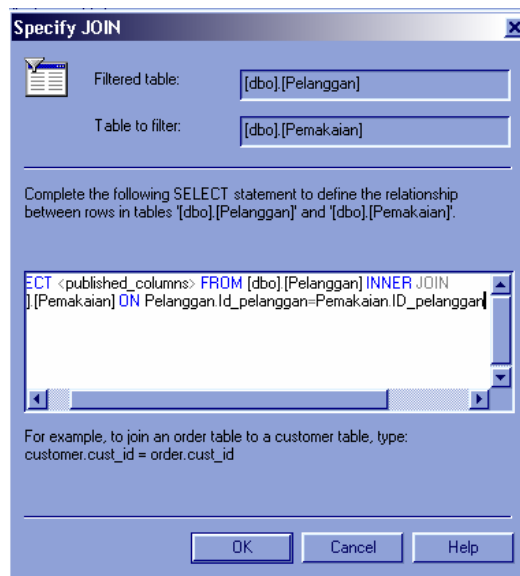 Specify JOIN
Filtered table:
[dbo].[Pelanggan]
Table to filter:
[dbo].[Pemakaian]
Complete the following SELECT statement to define the relationship
between rows in tables '[dbo].[Pelanggan]' and '[dbo].[Pemakaian]'.
ECT <published_columns> FROM [dbo].[Pelanggan] INNER JOIN
].[Pemakaian] ON Pelanggan.Id_pelanggan=Pemakaian.ID_pelanggan
For example, to join an order table to a customer table, type:
customer.cust_id = order.cust_id
OK
Cancel
Help